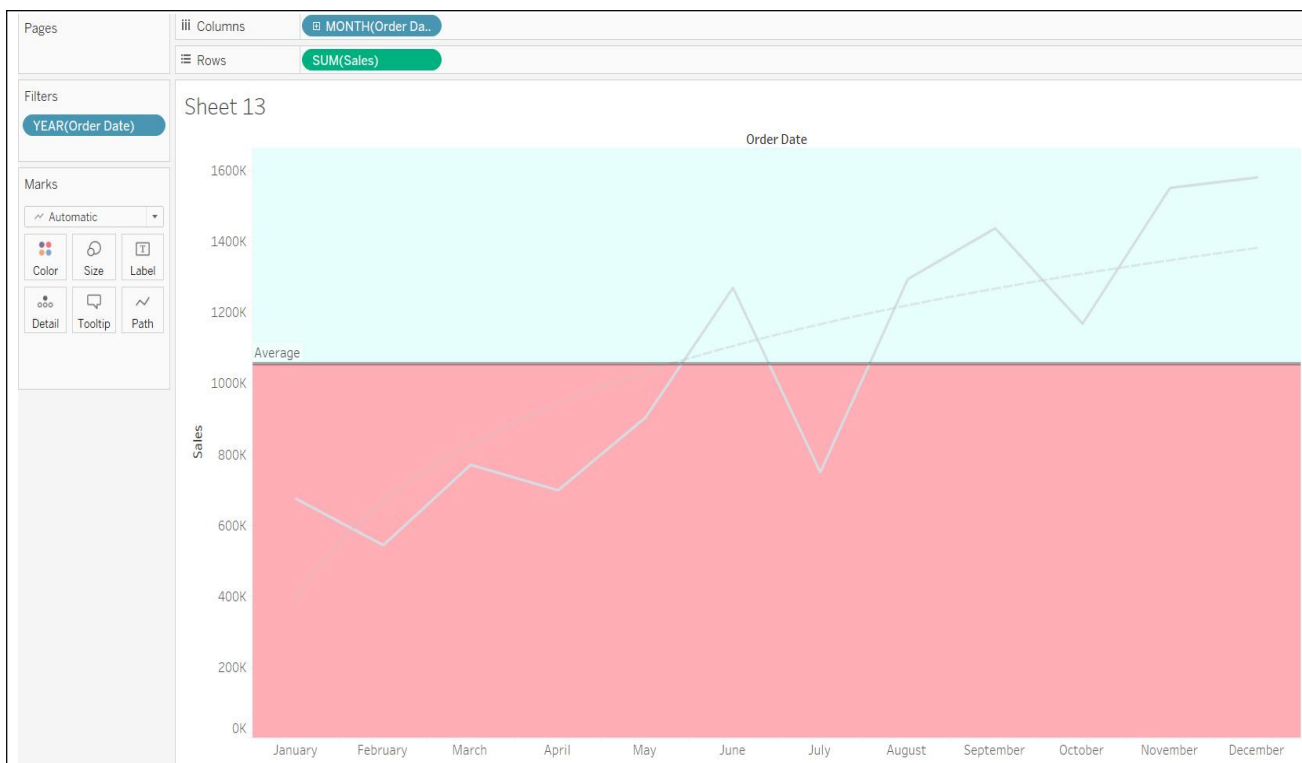 Pages
Columns
MONTH(Order Da..
Rows
SUM(Sales)
Filters
YEAR(Order Date)
Marks
Automatic
Color Size Label
Detail Tooltip Path
Sheet 13
Order Date
1600K
1400K
1200K
Average
1000K
Sales
800K
600K
400K
200K
0K
January February March April May June July August September October November December